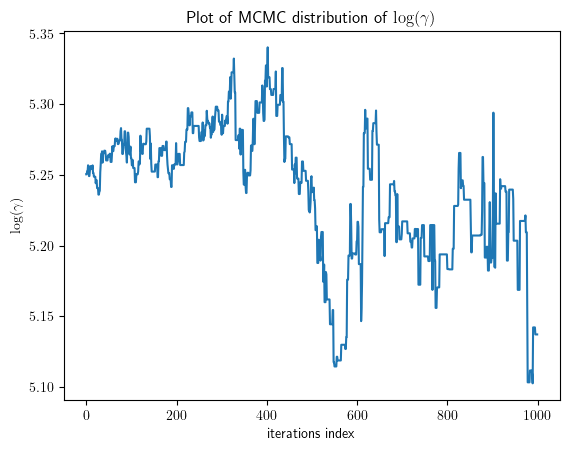 Plot of MCMC distribution of log(γ)
5.35
5.30
5.25
5.20
5.15
5.10
log(γ)
0 200 400 600 800 1000
iterations index